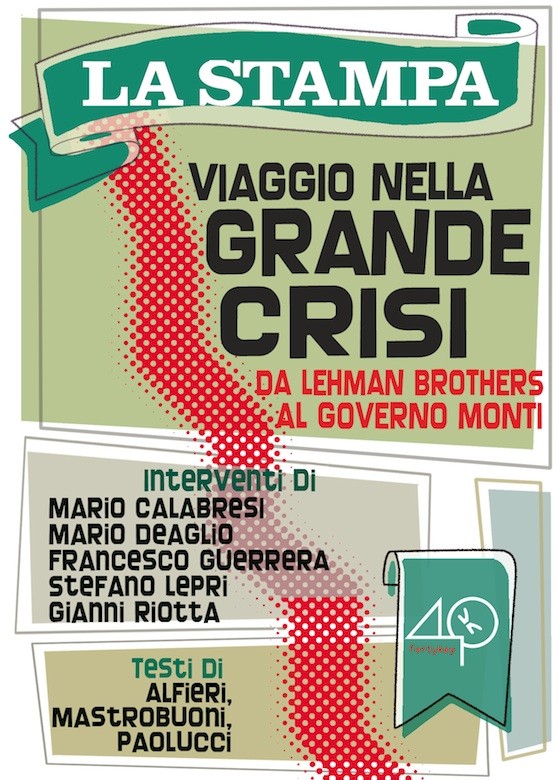 LA STAMPA
VIAGGIO NELLA
GRANDE
CRISI
DA LEHMAN BROTHERS
AL GOVERNO MONTI
INTERVENTI DI
MARIO CALABRESI
MARIO DEAGLIO
FRANCESCO GUERRERA
STEFANO LEPRI
GIANNI RIOTTA
TESTI DI
ALFIERI,
MASTROBUONI,
PAOLUCCI
40K